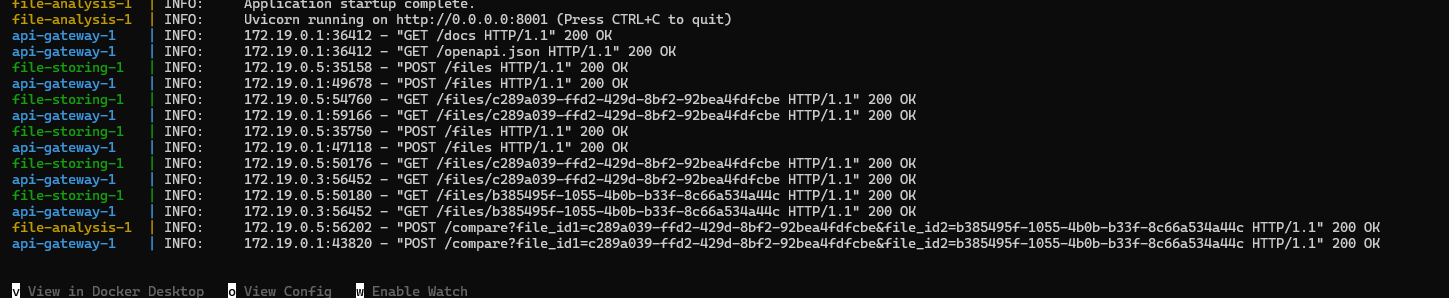 file-analysis-1  | INFO:     Application startup complete.
file-analysis-1  | INFO:     Uvicorn running on http://0.0.0.0:8001 (Press CTRL+C to quit)
api-gateway-1    | INFO:     172.19.0.1:36412 - "GET /docs HTTP/1.1" 200 OK
api-gateway-1    | INFO:     172.19.0.1:36412 - "GET /openapi.json HTTP/1.1" 200 OK
file-storing-1   | INFO:     172.19.0.5:35158 - "POST /files HTTP/1.1" 200 OK
api-gateway-1    | INFO:     172.19.0.1:49678 - "POST /files HTTP/1.1" 200 OK
file-storing-1   | INFO:     172.19.0.5:54760 - "GET /files/c289a039-ffd2-429d-8bf2-92bea4fdfcbe HTTP/1.1" 200 OK
api-gateway-1    | INFO:     172.19.0.1:59166 - "GET /files/c289a039-ffd2-429d-8bf2-92bea4fdfcbe HTTP/1.1" 200 OK
file-storing-1   | INFO:     172.19.0.5:35750 - "POST /files HTTP/1.1" 200 OK
api-gateway-1    | INFO:     172.19.0.1:47118 - "POST /files HTTP/1.1" 200 OK
file-storing-1   | INFO:     172.19.0.5:50176 - "GET /files/c289a039-ffd2-429d-8bf2-92bea4fdfcbe HTTP/1.1" 200 OK
api-gateway-1    | INFO:     172.19.0.3:56452 - "GET /files/c289a039-ffd2-429d-8bf2-92bea4fdfcbe HTTP/1.1" 200 OK
file-storing-1   | INFO:     172.19.0.5:50180 - "GET /files/b385495f-1055-4b0b-b33f-8c66a534a44c HTTP/1.1" 200 OK
api-gateway-1    | INFO:     172.19.0.3:56452 - "GET /files/b385495f-1055-4b0b-b33f-8c66a534a44c HTTP/1.1" 200 OK
file-analysis-1  | INFO:     172.19.0.5:56202 - "POST /compare?file_id1=c289a039-ffd2-429d-8bf2-92bea4fdfcbe&file_id2=b385495f-1055-4b0b-b33f-8c66a534a44c HTTP/1.1" 200 OK
api-gateway-1    | INFO:     172.19.0.1:43820 - "POST /compare?file_id1=c289a039-ffd2-429d-8bf2-92bea4fdfcbe&file_id2=b385495f-1055-4b0b-b33f-8c66a534a44c HTTP/1.1" 200 OK
v View in Docker Desktop   o View Config   w Enable Watch